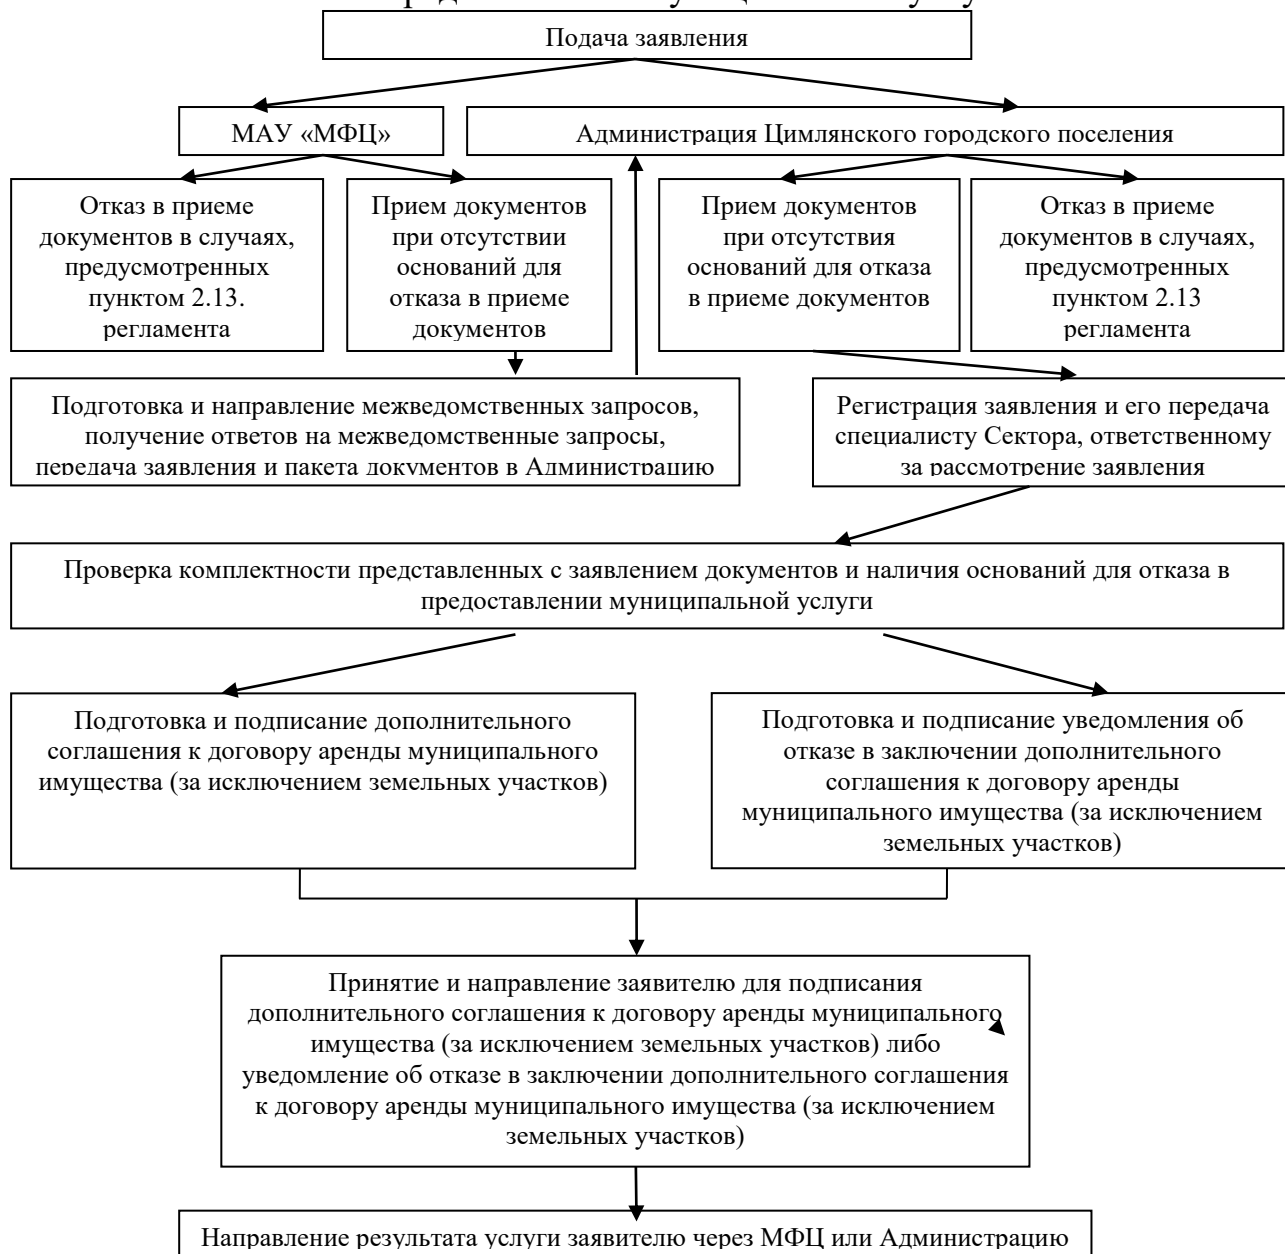 Подача заявления
МАУ «МФЦ»
Администрация Цимлянского городского поселения
Отказ в приеме
документов в случаях,
предусмотренных
пунктом 2.13.
регламента
Прием документов
при отсутствии
оснований для
отказа в приеме
документов
Прием документов
при отсутствия
оснований для отказа
в приеме документов
Отказ в приеме
документов в случаях,
предусмотренных
пунктом 2.13
регламента
Подготовка и направление межведомственных запросов,
получение ответов на межведомственные запросы,
передача заявления и пакета документов в Администрацию
Регистрация заявления и его передача
специалисту Сектора, ответственному
за рассмотрение заявления
Проверка комплектности представленных с заявлением документов и наличия оснований для отказа в
предоставлении муниципальной услуги
Подготовка и подписание дополнительного
соглашения к договору аренды муниципального
имущества (за исключением земельных участков)
Подготовка и подписание уведомления об
отказе в заключении дополнительного
соглашения к договору аренды
муниципального имущества (за исключением
земельных участков)
Принятие и направление заявителю для подписания
дополнительного соглашения к договору аренды муниципального
имущества (за исключением земельных участков) либо
уведомление об отказе в заключении дополнительного соглашения
к договору аренды муниципального имущества (за исключением
земельных участков)
Направление результата услуги заявителю через МФЦ или Администрацию